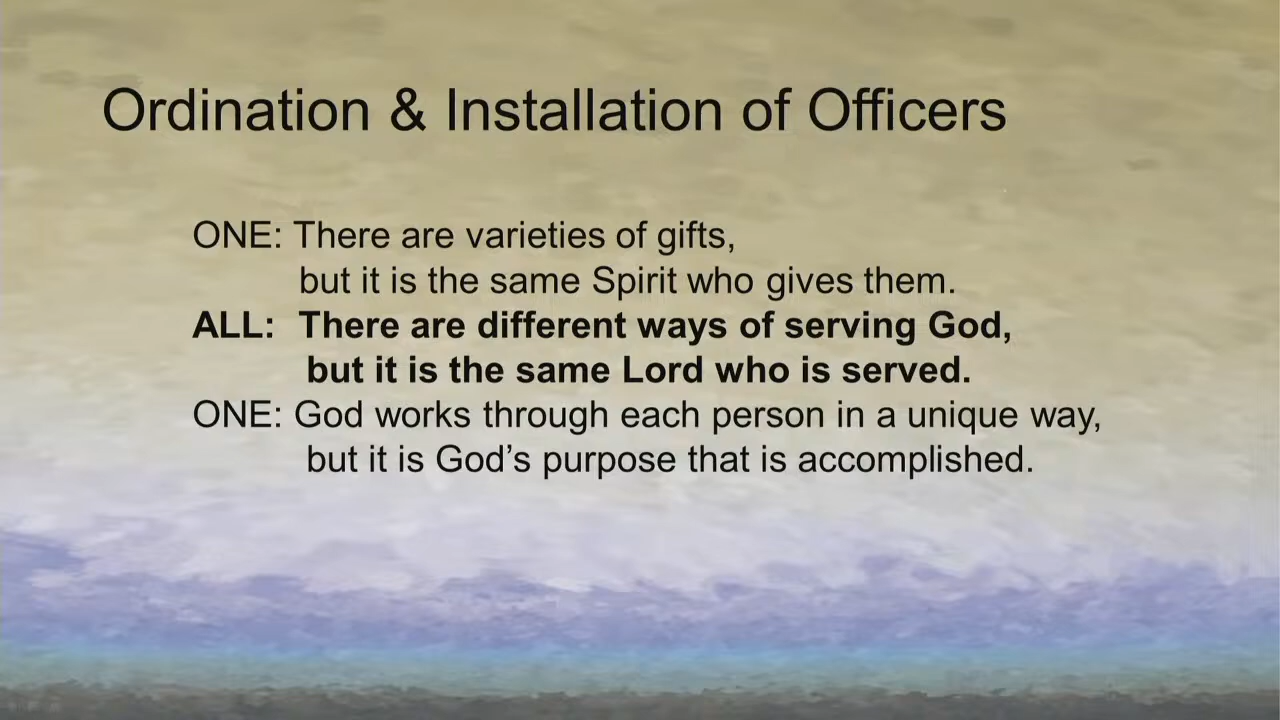 Ordination & Installation of Officers
ONE: There are varieties of gifts,
but it is the same Spirit who gives them.
ALL: There are different ways of serving God,
but it is the same Lord who is served.
ONE: God works through each person in a unique way,
but it is God’s purpose that is accomplished.